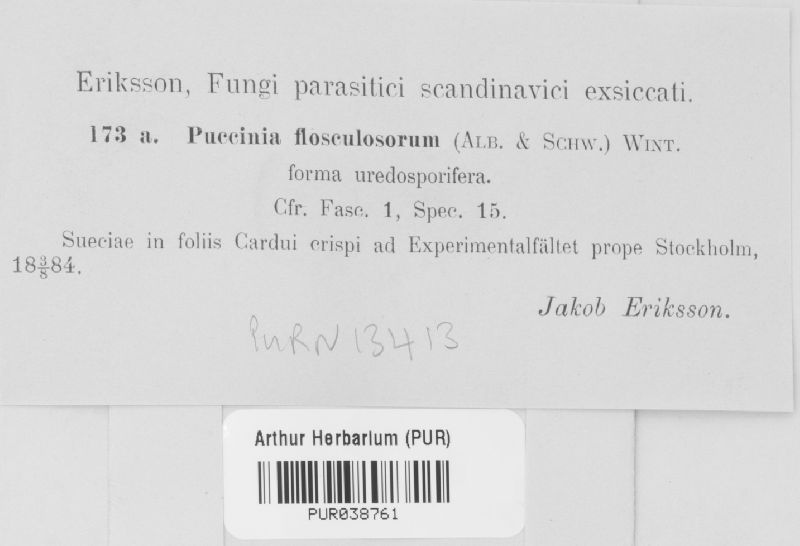 Eriksson, Fungi parasitici scandinavici exsiccati.
173 a. Puccinia flosculosorum (Alb. & Schw.) Wint.
forma uredosporifera.
Cfr. Fasc. 1, Spec. 15.
Sueciae in foliis Cardui crispi ad Experimentalfältet prope Stockholm,
18 3/8 84.
Jakob Eriksson.
PURN 13413
Arthur Herbarium (PUR)
PUR038761